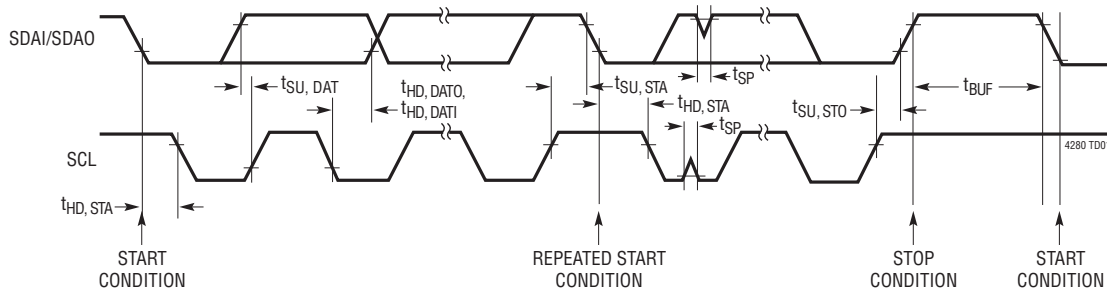 SDAI/SDAO
tSU, DAT
tHD, DATO,
tHD, DATI
tSU, STA
tHD, STA
tSP
tSP
tSU, STO
tBUF
SCL
4280 TD01
tHD, STA
START
CONDITION
REPEATED START
CONDITION
STOP
CONDITION
START
CONDITION